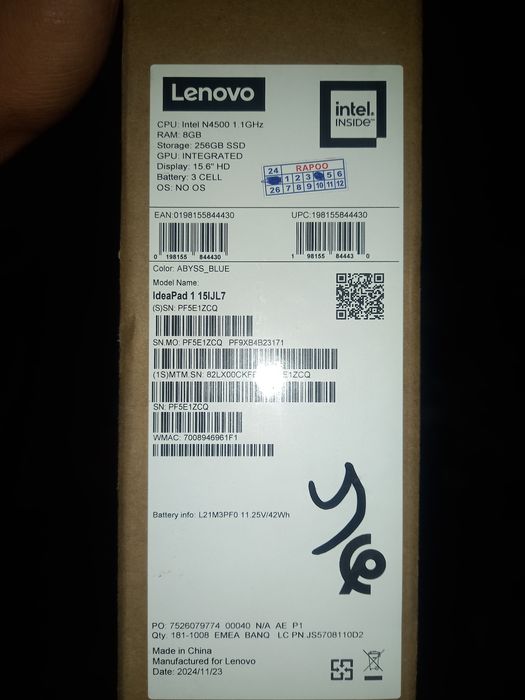 Lenovo
intel.
INSIDE™
CPU: Intel N4500 1.1GHz
RAM: 8GB
Storage: 256GB SSD
GPU: INTEGRATED
Display: 15.6" HD
Battery: 3 CELL
OS: NO OS
24 RAPOO
1 2 3 5 6
26 7 8 9 10 11 12
EAN:0198155844430 UPC:198155844430
0 198155 844430 1 98155 84443 0
Color: ABYSS_BLUE
Model Name:
IdeaPad 1 15IJL7
(S)SN: PF5E1ZCQ
SN.MO: PF5E1ZCQ PF9XB4B23171
(1S)MTM.SN: 82LX00CKF E1ZCQ
SN: PF5E1ZCQ
WMAC: 7008946961F1
Battery info: L21M3PF0 11.25V/42Wh
PO: 7526079774 00040 N/A AE P1
Qty 181-1008 EMEA BANQ LC PN JS5708110D2
Made in China
Manufactured for Lenovo
Date: 2024/11/23